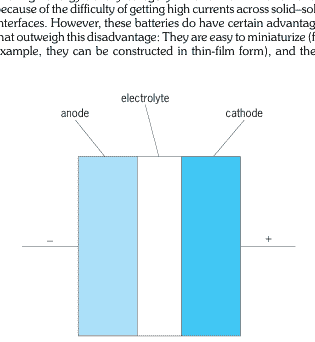 because of the difficulty of getting high currents across solid–sol
nterfaces. However, these batteries do have certain advantag
hat outweigh this disadvantage: They are easy to miniaturize (f
example, they can be constructed in thin-film form), and the
electrolyte
anode
cathode
–
+